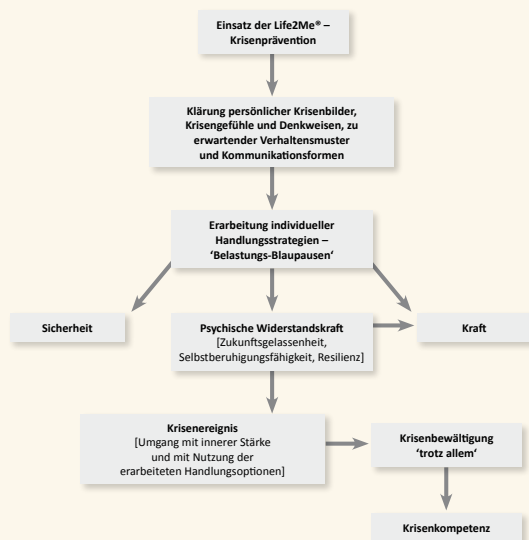 Einsatz der Life2Me® –
Krisenprävention
Klärung persönlicher Krisenbilder,
Krisengefühle und Denkweisen, zu
erwartender Verhaltensmuster
und Kommunikationsformen
Erarbeitung individueller
Handlungsstrategien –
‘Belastungs-Blaupausen‘
Sicherheit
Psychische Widerstandskraft
[Zukunftsgelassenheit,
Selbstberuhigungsfähigkeit, Resilienz]
Kraft
Krisenereignis
[Umgang mit innerer Stärke
und mit Nutzung der
erarbeiteten Handlungsoptionen]
Krisenbewältigung
‘trotz allem‘
Krisenkompetenz